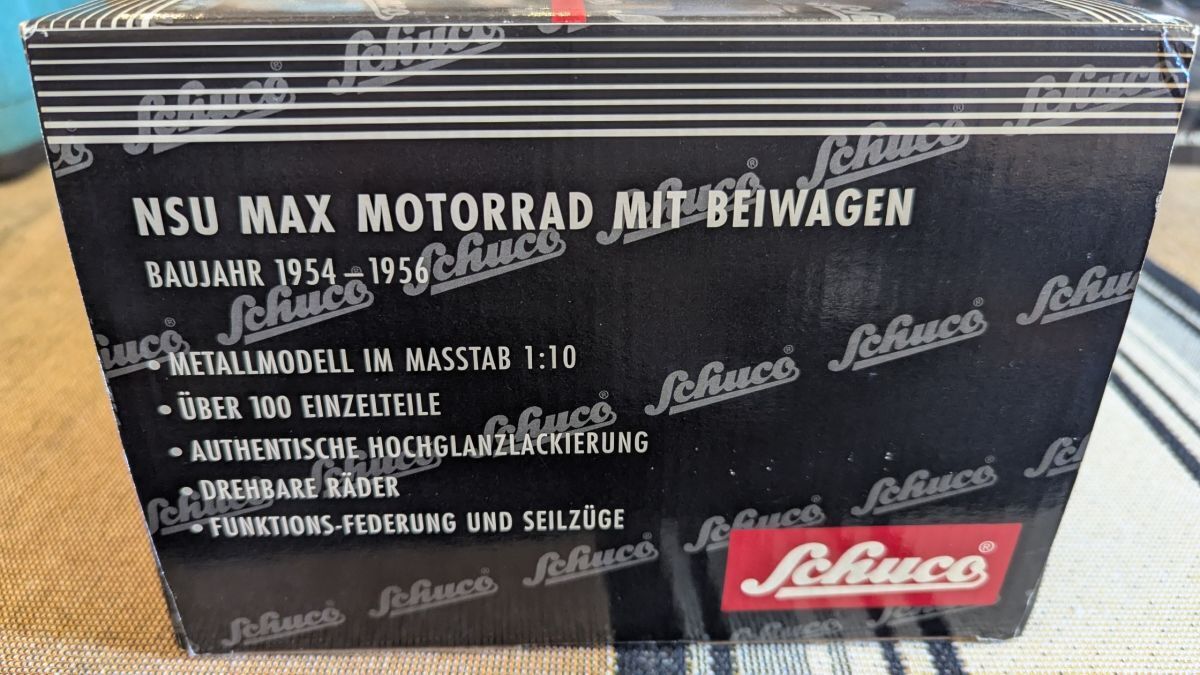 NSU MAX MOTORRAD MIT BEIWAGEN
BAUJAHR 1954–1956
• METALLMODELL IM MASSTAB 1:10
• ÜBER 100 EINZELTEILE
• AUTHENTISCHE HOCHGLANZLACKIERUNG
• DREHBARE RÄDER
• FUNKTIONS-FEDERUNG UND SEILZÜGE
Schuco®